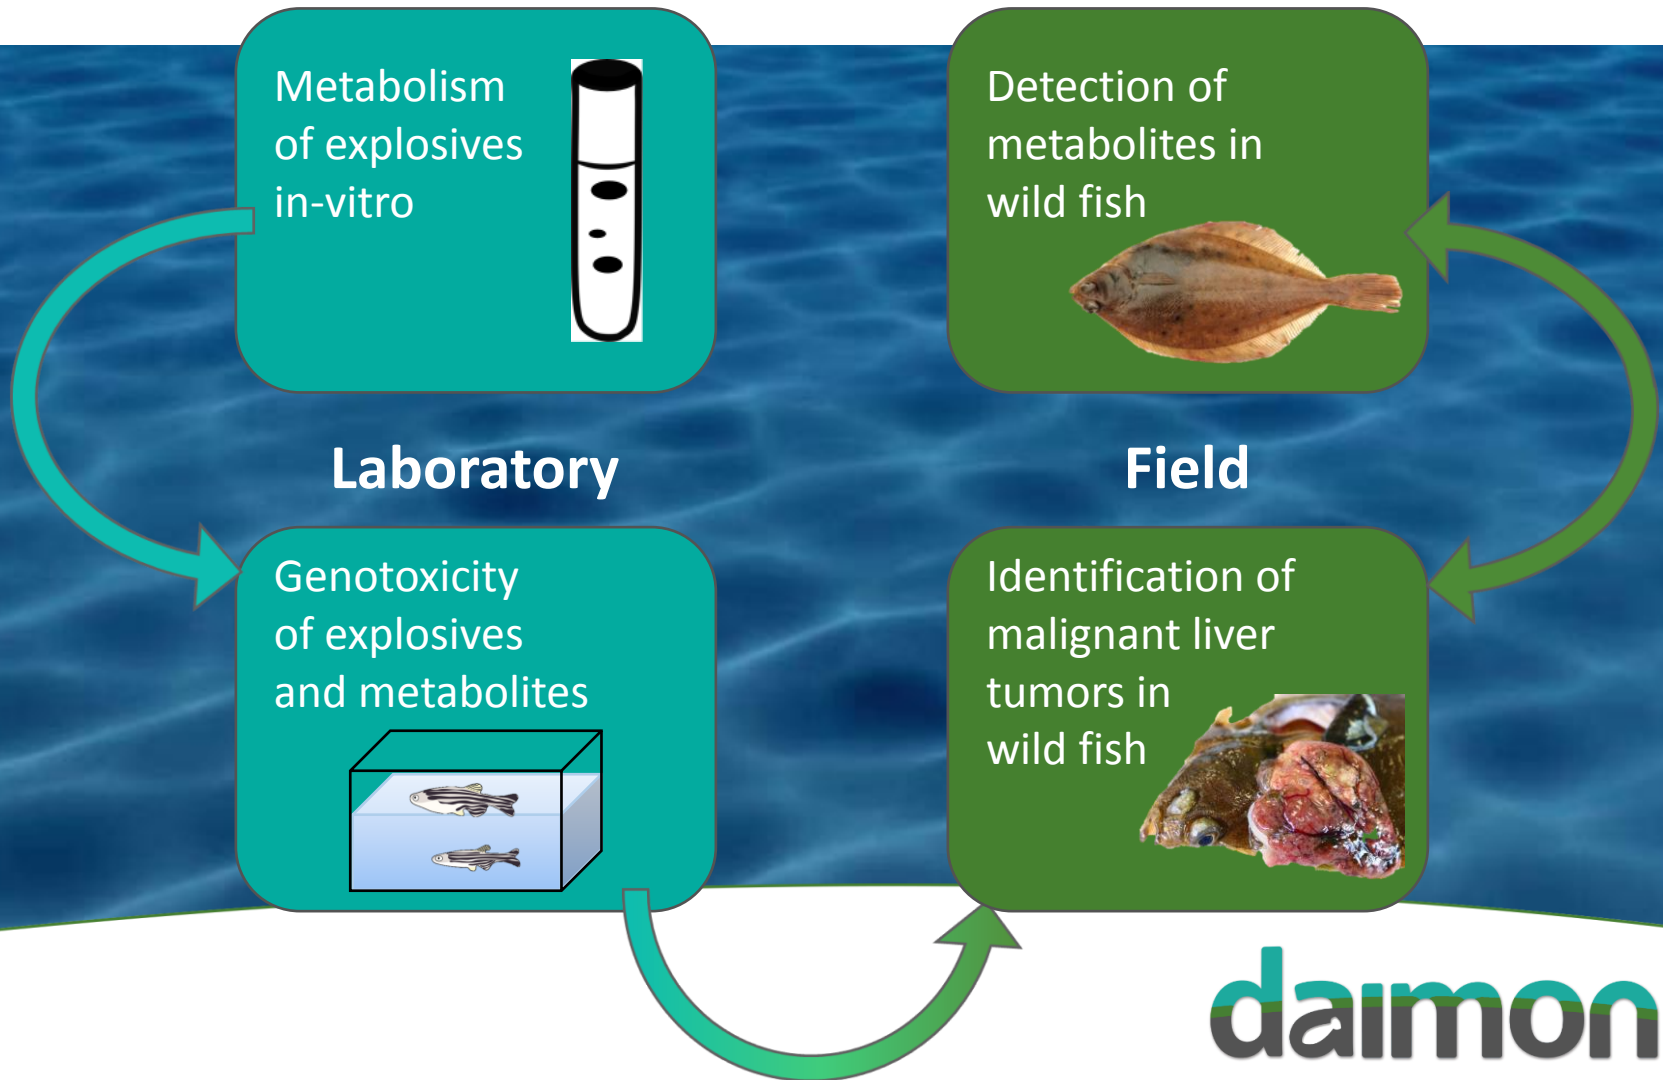 Metabolism
of explosives
in-vitro
Detection of
metabolites in
wild fish
Laboratory
Field
Genotoxicity
of explosives
and metabolites
Identification of
malignant liver
tumors in
wild fish
daimon